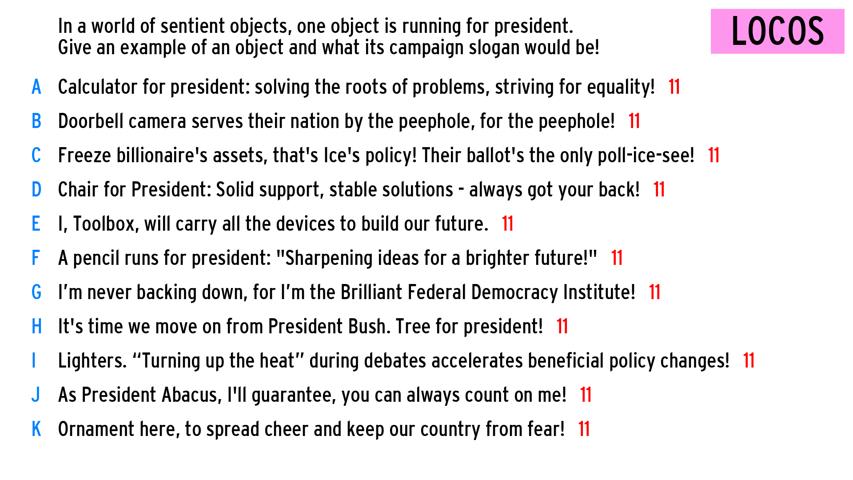 In a world of sentient objects, one object is running for president.
Give an example of an object and what its campaign slogan would be!
LOCOS
A Calculator for president: solving the roots of problems, striving for equality! 11
B Doorbell camera serves their nation by the peephole, for the peephole! 11
C Freeze billionaire's assets, that's Ice's policy! Their ballot's the only poll-ice-see! 11
D Chair for President: Solid support, stable solutions - always got your back! 11
E I, Toolbox, will carry all the devices to build our future. 11
F A pencil runs for president: "Sharpening ideas for a brighter future!" 11
G I’m never backing down, for I’m the Brilliant Federal Democracy Institute! 11
H It's time we move on from President Bush. Tree for president! 11
I Lighters. “Turning up the heat” during debates accelerates beneficial policy changes! 11
J As President Abacus, I'll guarantee, you can always count on me! 11
K Ornament here, to spread cheer and keep our country from fear! 11